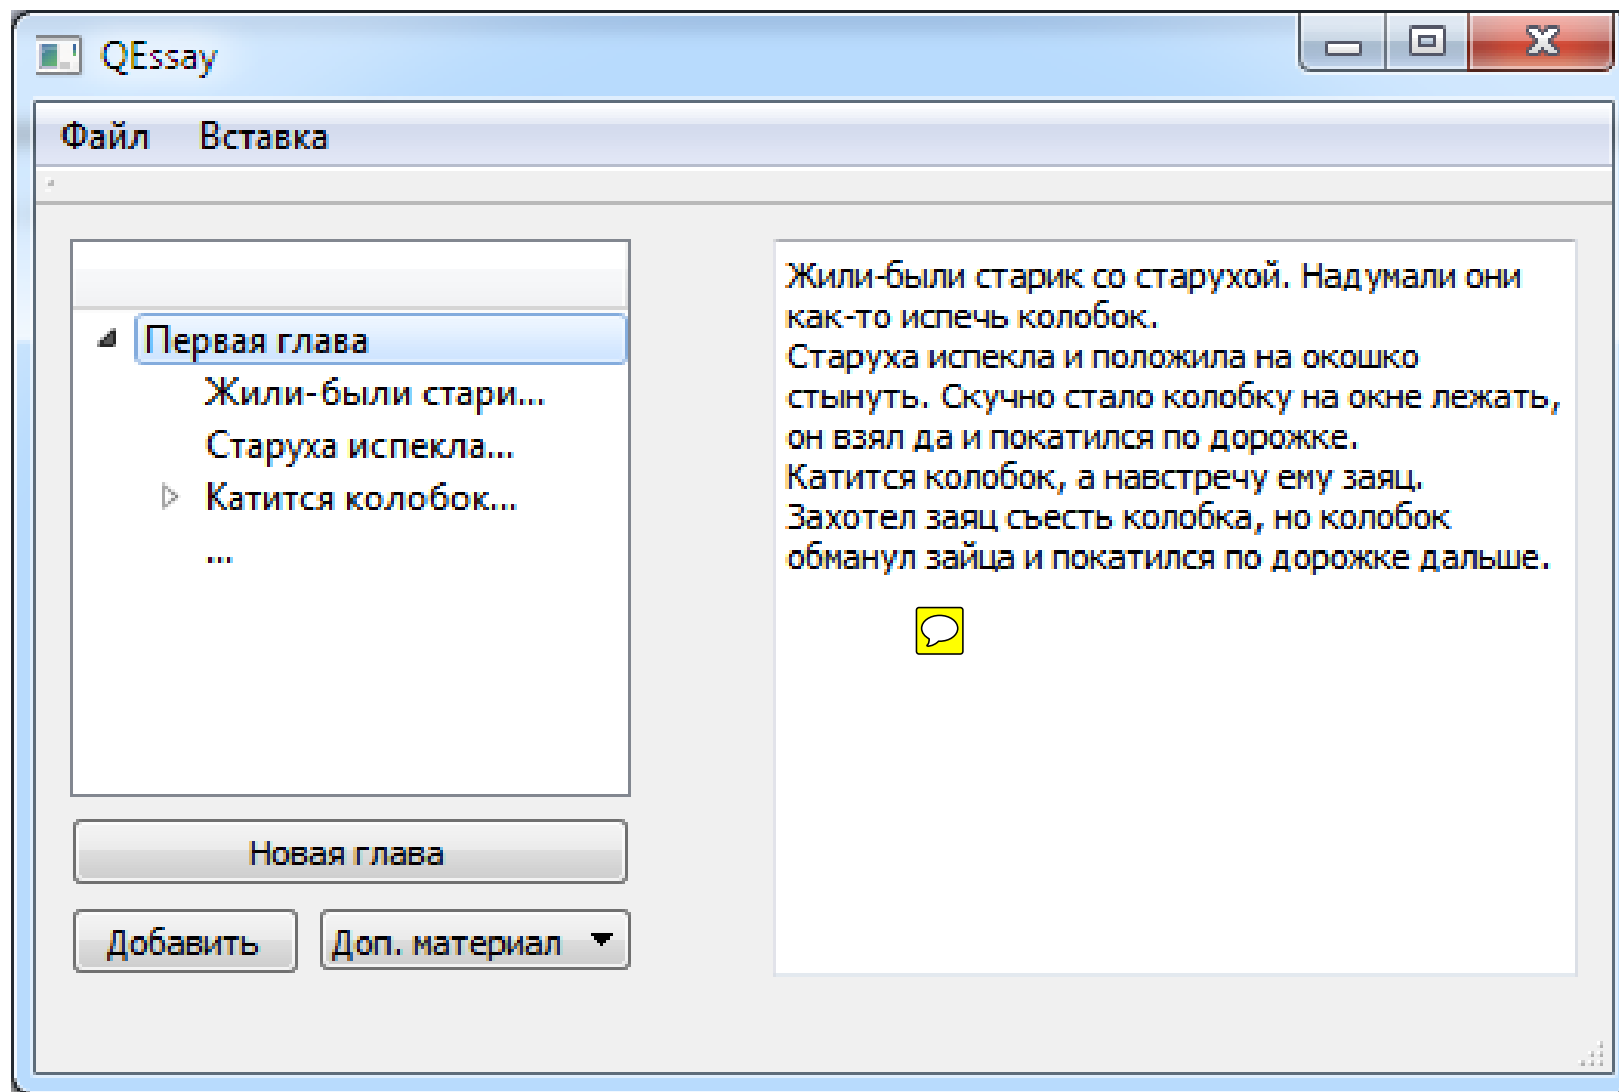 QEssay
Файл Вставка
Первая глава
Жили-были стари...
Старуха испекла...
Катится колобок...
...
Новая глава
Добавить
Доп. материал
Жили-были старик со старухой. Надумали они
как-то испечь колобок.
Старуха испекла и положила на окошко
стынуть. Скучно стало колобку на окне лежать,
он взял да и покатился по дорожке.
Катится колобок, а навстречу ему заяц.
Захотел заяц съесть колобка, но колобок
обманул зайца и покатился по дорожке дальше.